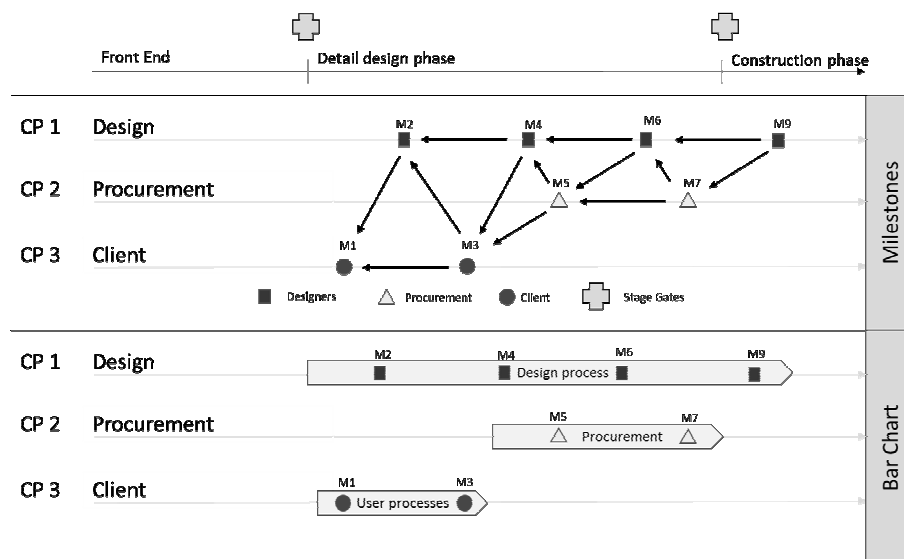 Front End
Detail design phase
Construction phase
CP 1 Design
M2
M4
M6
M9
CP 2 Procurement
M5
M7
CP 3 Client
M1
M3
Designers
Procurement
Client
Stage Gates
Milestones
CP 1 Design
M2
M4
M6
M9
Design process
CP 2 Procurement
M5
M7
Procurement
CP 3 Client
M1
M3
User processes
Bar Chart